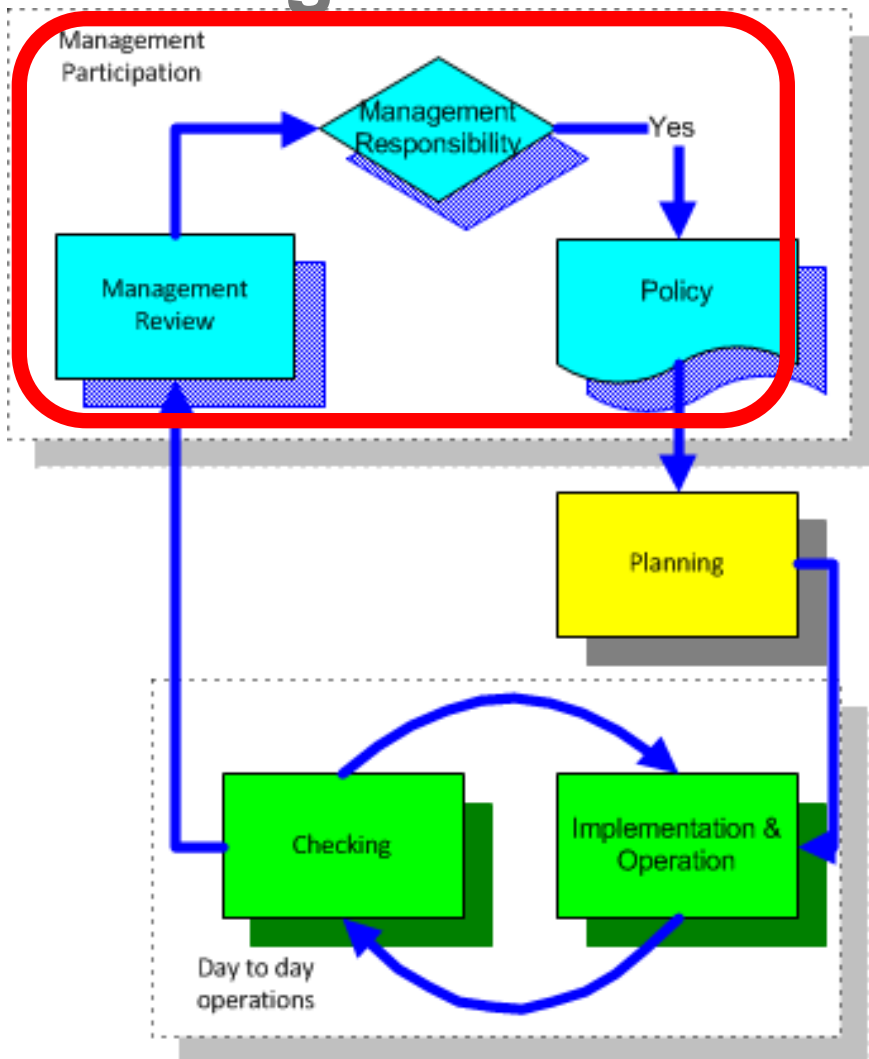 Management
Participation
Management
Responsibility
Yes
Management
Review
Policy
Planning
Checking
Implementation &
Operation
Day to day
operations